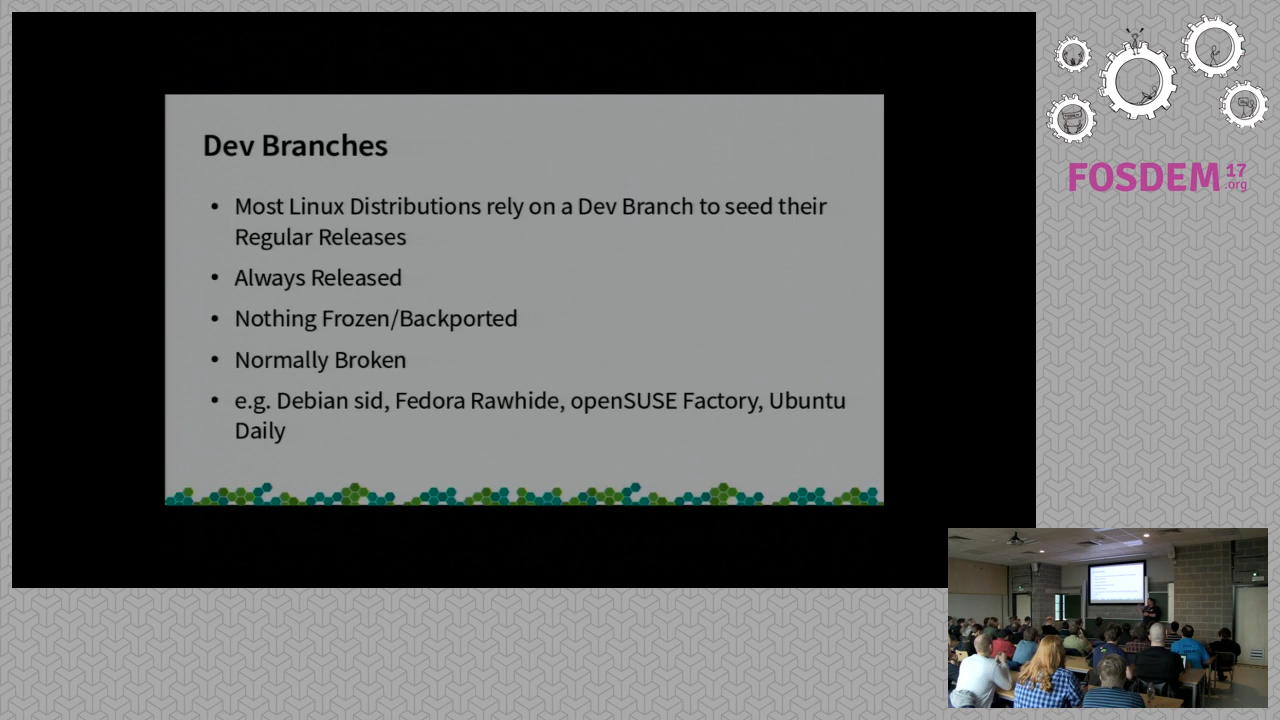 Dev Branches
• Most Linux Distributions rely on a Dev Branch to seed their
Regular Releases
• Always Released
• Nothing Frozen/Backported
• Normally Broken
• e.g. Debian sid, Fedora Rawhide, openSUSE Factory, Ubuntu
Daily
FOSDEM 17
.org